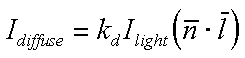 I_diffuse = k_d I_light (n̅ · l̅)